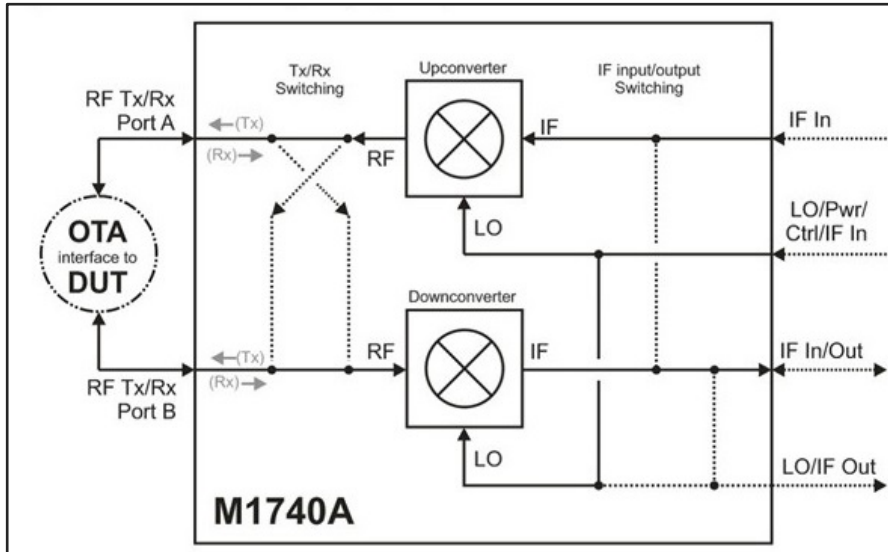 Tx/Rx
Switching
Upconverter
IF input/output
Switching
RF Tx/Rx
Port A
(Tx)
(Rx)
RF
IF
IF In
LO
LO/Pwr/
Ctrl/IF In
OTA
interface to
DUT
Downconverter
(Tx)
(Rx)
RF
IF
IF In/Out
RF Tx/Rx
Port B
LO
LO/IF Out
M1740A